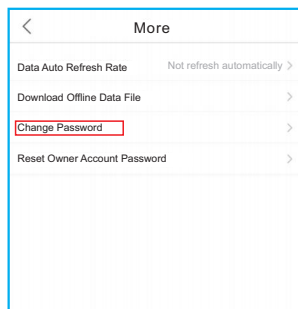 More
Data Auto Refresh Rate Not refresh automatically
Download Offline Data File
Change Password
Reset Owner Account Password